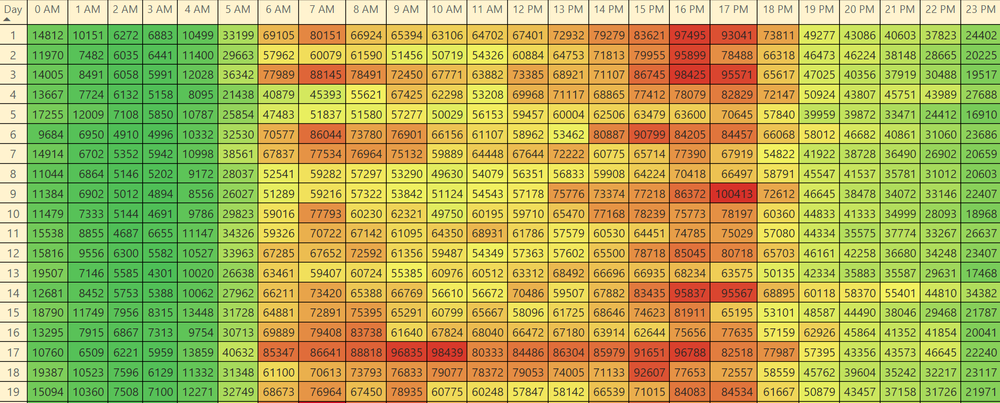 Day 0 AM 1 AM 2 AM 3 AM 4 AM 5 AM 6 AM 7 AM 8 AM 9 AM 10 AM 11 AM 12 PM 13 PM 14 PM 15 PM 16 PM 17 PM 18 PM 19 PM 20 PM 21 PM 22 PM 23 PM
1 14812 10151 6272 6883 10499 33199 69105 80151 66924 65394 63106 64702 67401 72932 79279 83621 97495 93041 73811 49277 43086 40603 37823 24402
2 11970 7482 6035 6441 11400 29663 57962 60079 61590 51456 50719 54326 60884 64753 71813 79955 95899 78488 66318 46473 46224 38148 28665 20225
3 14005 8491 6058 5991 12028 36342 77989 88145 78491 72450 67771 63882 73385 68921 71107 86745 98425 95571 65617 47025 40356 37919 30488 19517
4 13667 7724 6132 5158 8095 21438 40879 45393 55621 67425 62298 53208 69968 71117 68865 77412 78079 82829 72147 50924 43807 45751 43989 27688
5 17255 12009 7108 5850 10787 25854 47483 51837 51580 57277 50029 56153 59457 60004 62506 63479 63600 70645 57840 39959 39872 33471 24412 16910
6 9684 6950 4910 4996 10332 32530 70577 86044 73780 76901 66156 61107 58962 53462 80887 90799 84205 84457 66068 58012 46682 40861 31060 23686
7 14914 6702 5352 5942 10998 38561 67837 77534 76964 75132 59889 64448 67644 72222 60775 65714 77390 67919 54822 41922 38728 36490 26902 20659
8 11044 6864 5146 5202 9172 28037 52541 59282 57297 53290 49630 54079 56351 56833 59908 64224 70418 66497 58791 45547 41537 35781 31012 20603
9 11384 6902 5012 4894 8556 26027 51289 59216 57322 53842 51124 54543 57178 75776 73374 77218 86372 100413 72612 46645 38478 34072 33146 22407
10 11479 7333 5144 4691 9786 29823 59016 77793 60230 62321 49750 60195 59710 65470 77168 78239 75773 78197 60360 44833 41333 34999 28093 18968
11 15538 8855 4687 6655 11147 34326 59326 70722 67142 61095 64350 68931 61786 57579 60530 64451 74785 75029 57080 44334 35575 37774 33267 26637
12 15816 9556 6300 5582 10527 33963 67285 67652 72592 61356 59487 54349 57363 57602 65500 78718 85045 80718 65703 46161 42258 36680 34248 23407
13 19507 7146 5585 4301 10020 26638 63461 59407 60724 55385 60976 60512 63312 68492 66696 66935 68234 63575 50135 42334 35883 35587 29631 17468
14 12681 8452 5753 5388 10062 27962 66211 73420 65388 66769 56610 56672 70486 59507 67882 83435 95837 95567 68895 60118 58370 55401 44810 34382
15 18790 11749 7956 8315 13448 31728 64881 72891 75395 65291 60799 65667 58096 61725 68646 74623 81911 65195 53101 48587 44490 38046 29468 21787
16 13295 7915 6867 7313 9754 30713 69889 79408 83738 61640 67824 68040 66472 67180 63914 62644 75656 77635 57159 62926 45864 41352 41854 20041
17 10760 6509 6221 5959 13859 40632 85347 86641 88818 96835 98439 80333 84486 86304 85979 91651 96788 82518 77987 57395 43356 43573 46645 22240
18 19387 10523 7596 6129 11332 31348 61100 70613 73793 76833 79077 78372 79053 74005 71133 92607 77653 72557 58559 45762 39604 35242 32217 23117
19 15094 10360 7508 7100 12271 32749 68673 76964 67450 78935 60775 60248 57847 58142 66539 71015 84083 84534 61667 50879 43457 37158 31726 21971